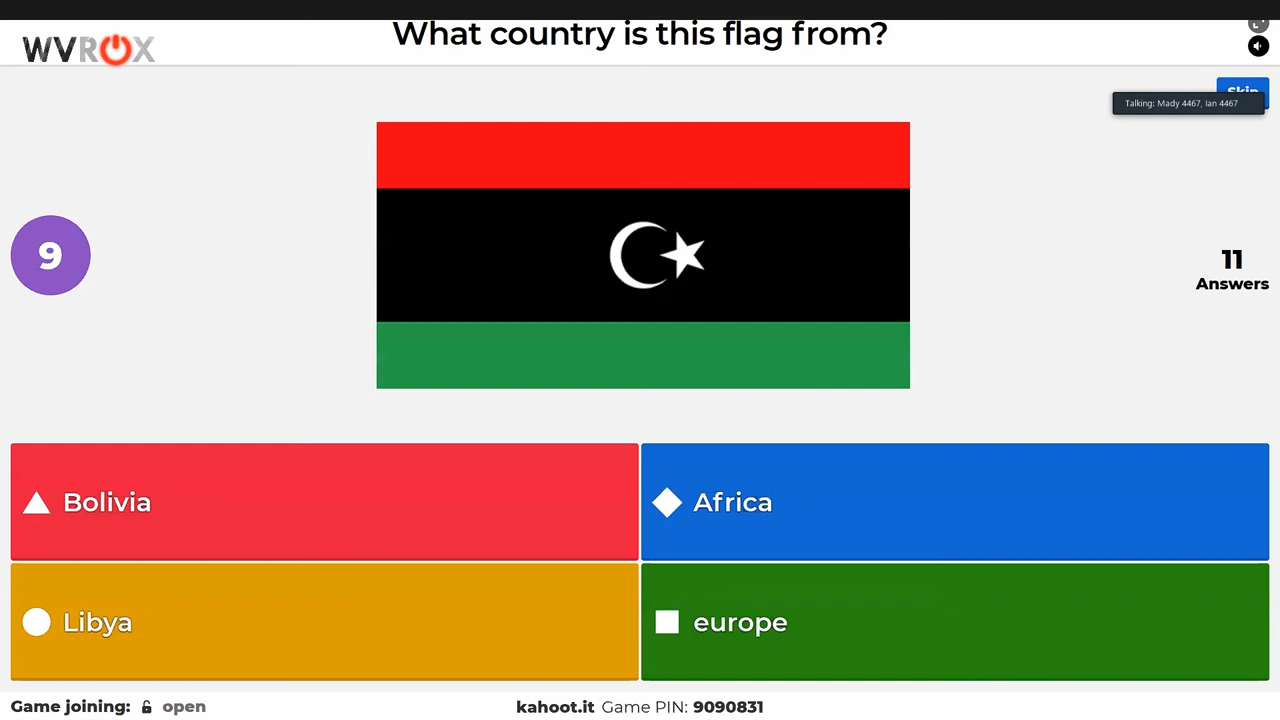 What country is this flag from?
WVROX
Skip
Talking: Mady 4467, Ian 4467
9
11
Answers
Bolivia
Africa
Libya
europe
Game joining: open
kahoot.it Game PIN: 9090831